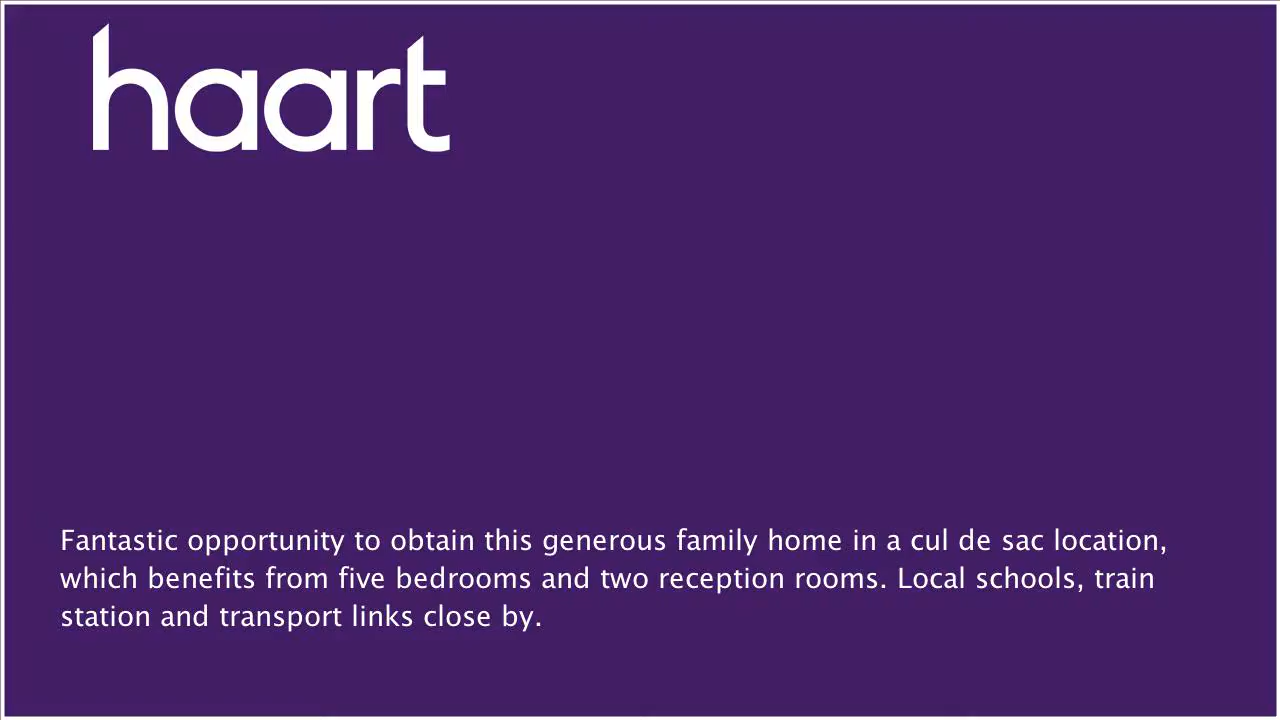 haart
Fantastic opportunity to obtain this generous family home in a cul de sac location,
which benefits from five bedrooms and two reception rooms. Local schools, train
station and transport links close by.